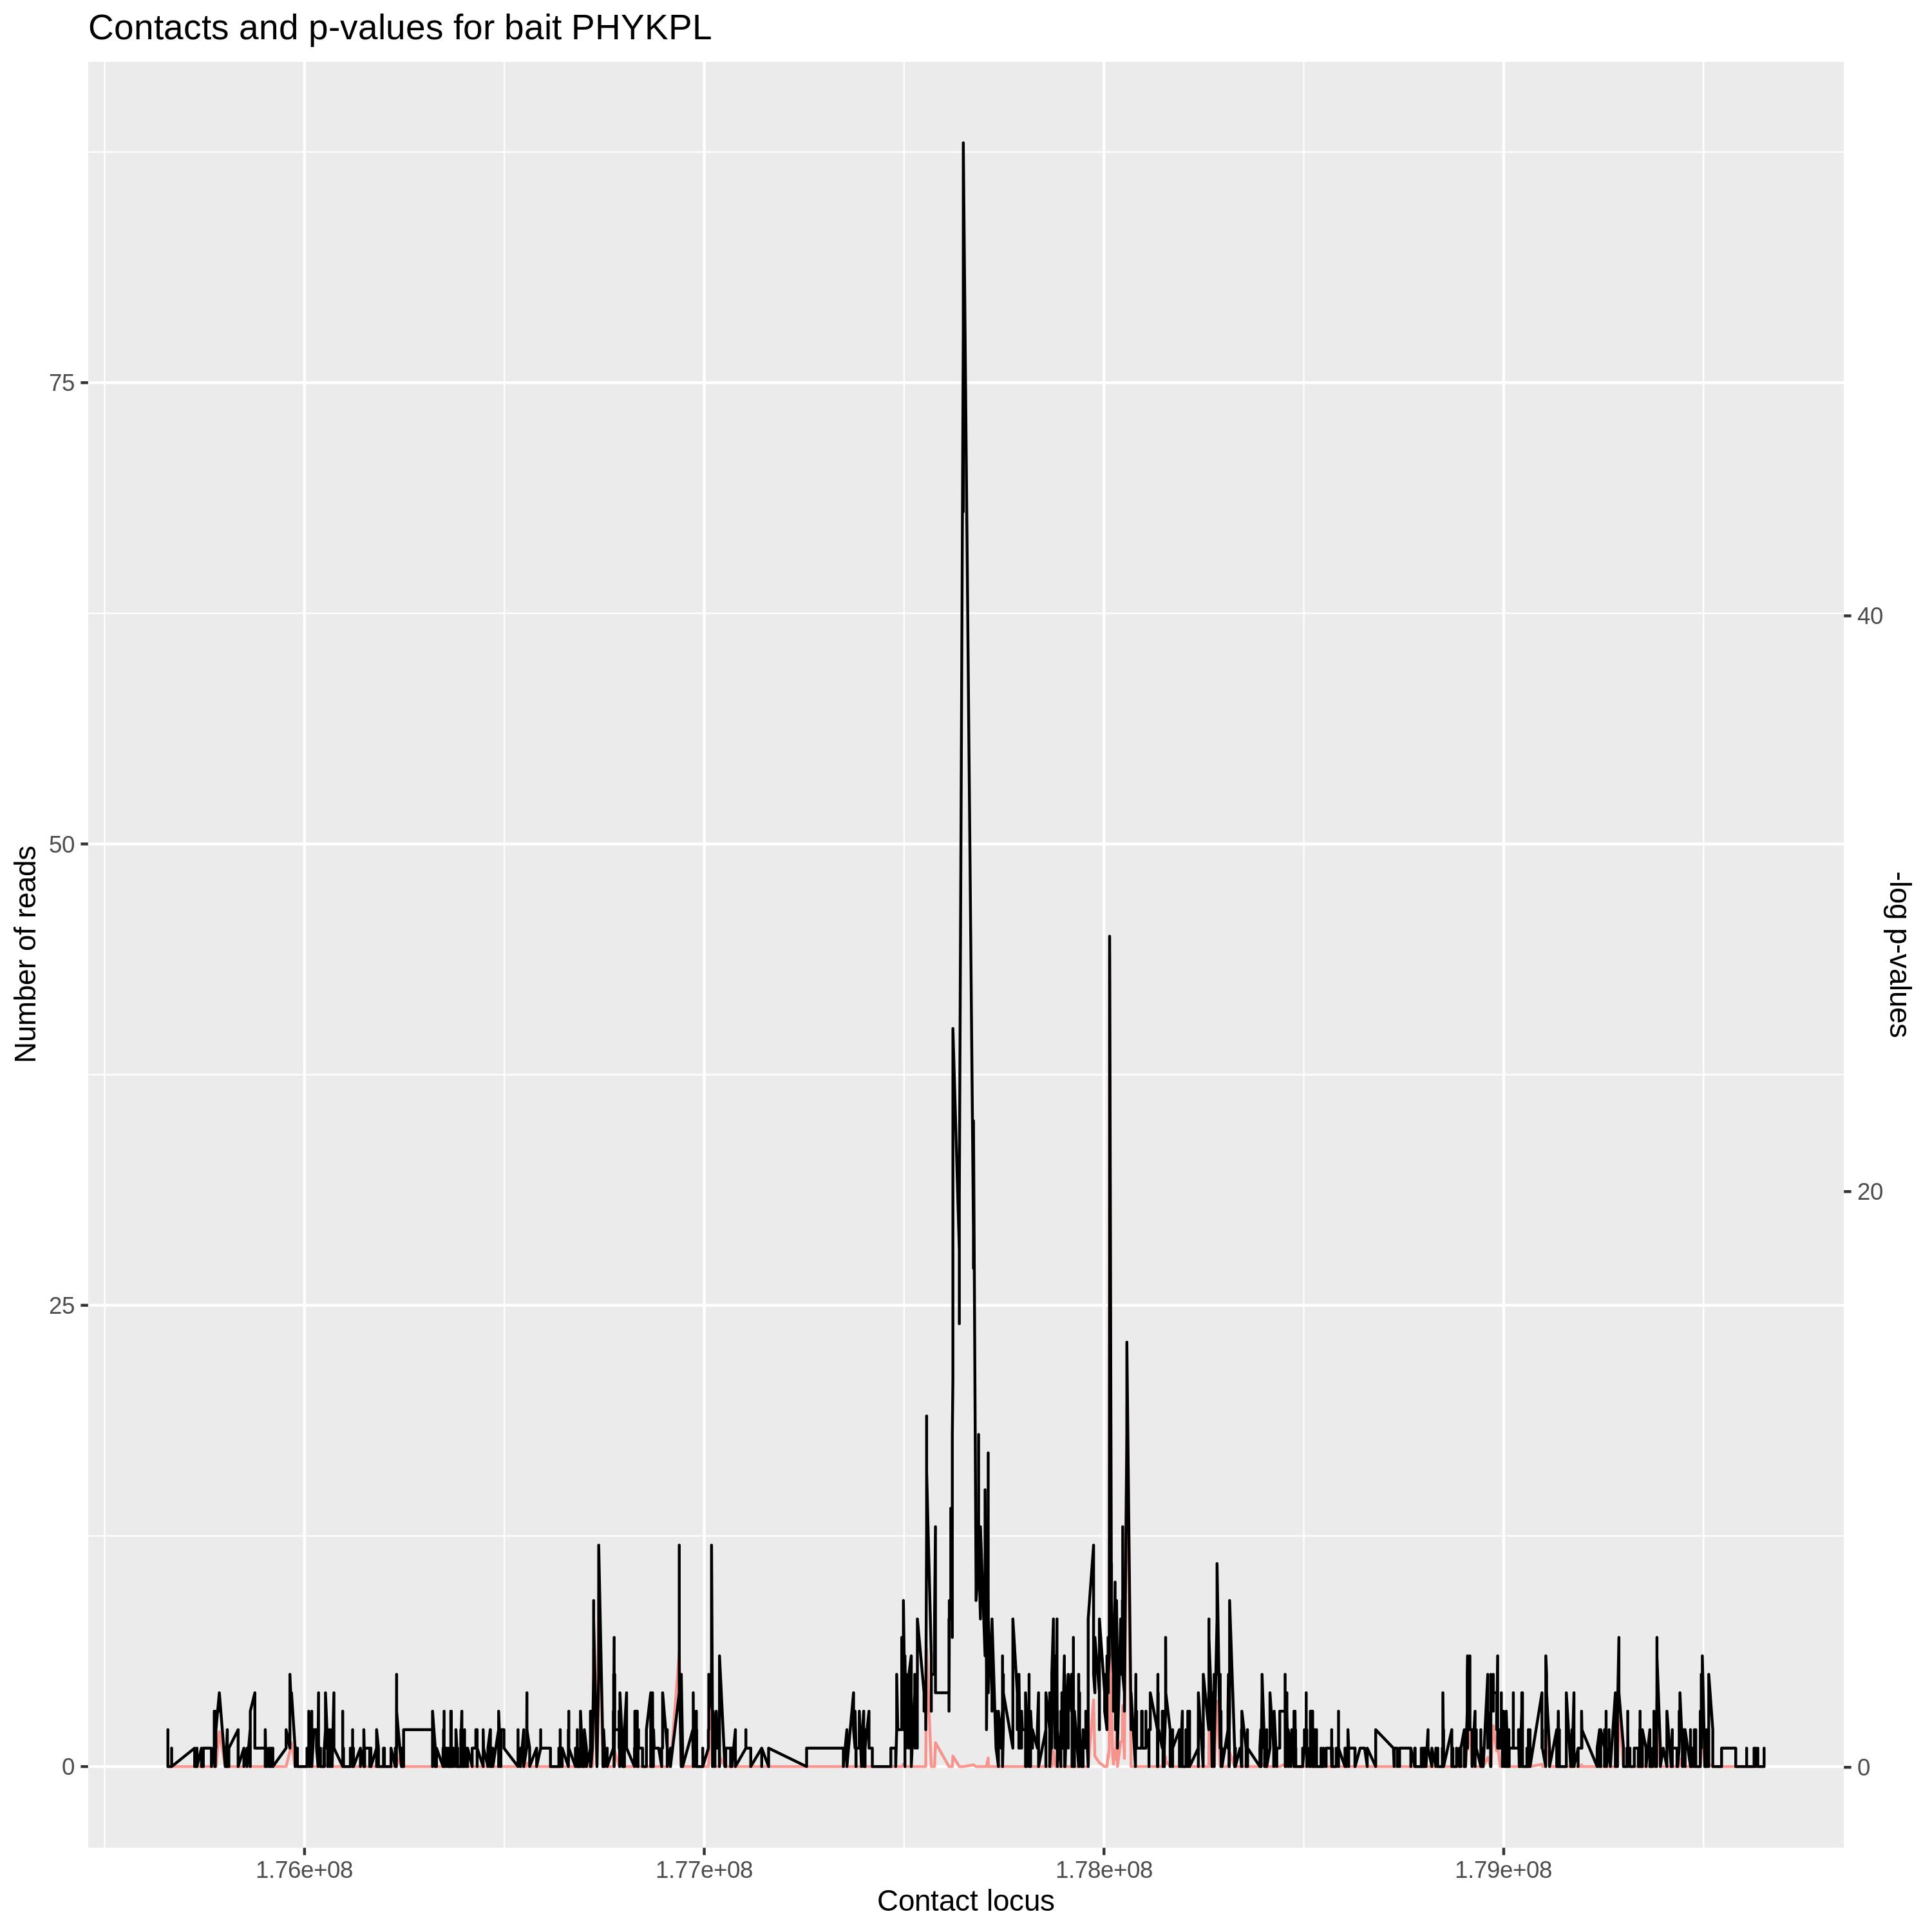 Contacts and p-values for bait PHYKPL
75
50
25
0
Number of reads
40
20
0
-log p-values
1.76e+08
1.77e+08
1.78e+08
1.79e+08
Contact locus